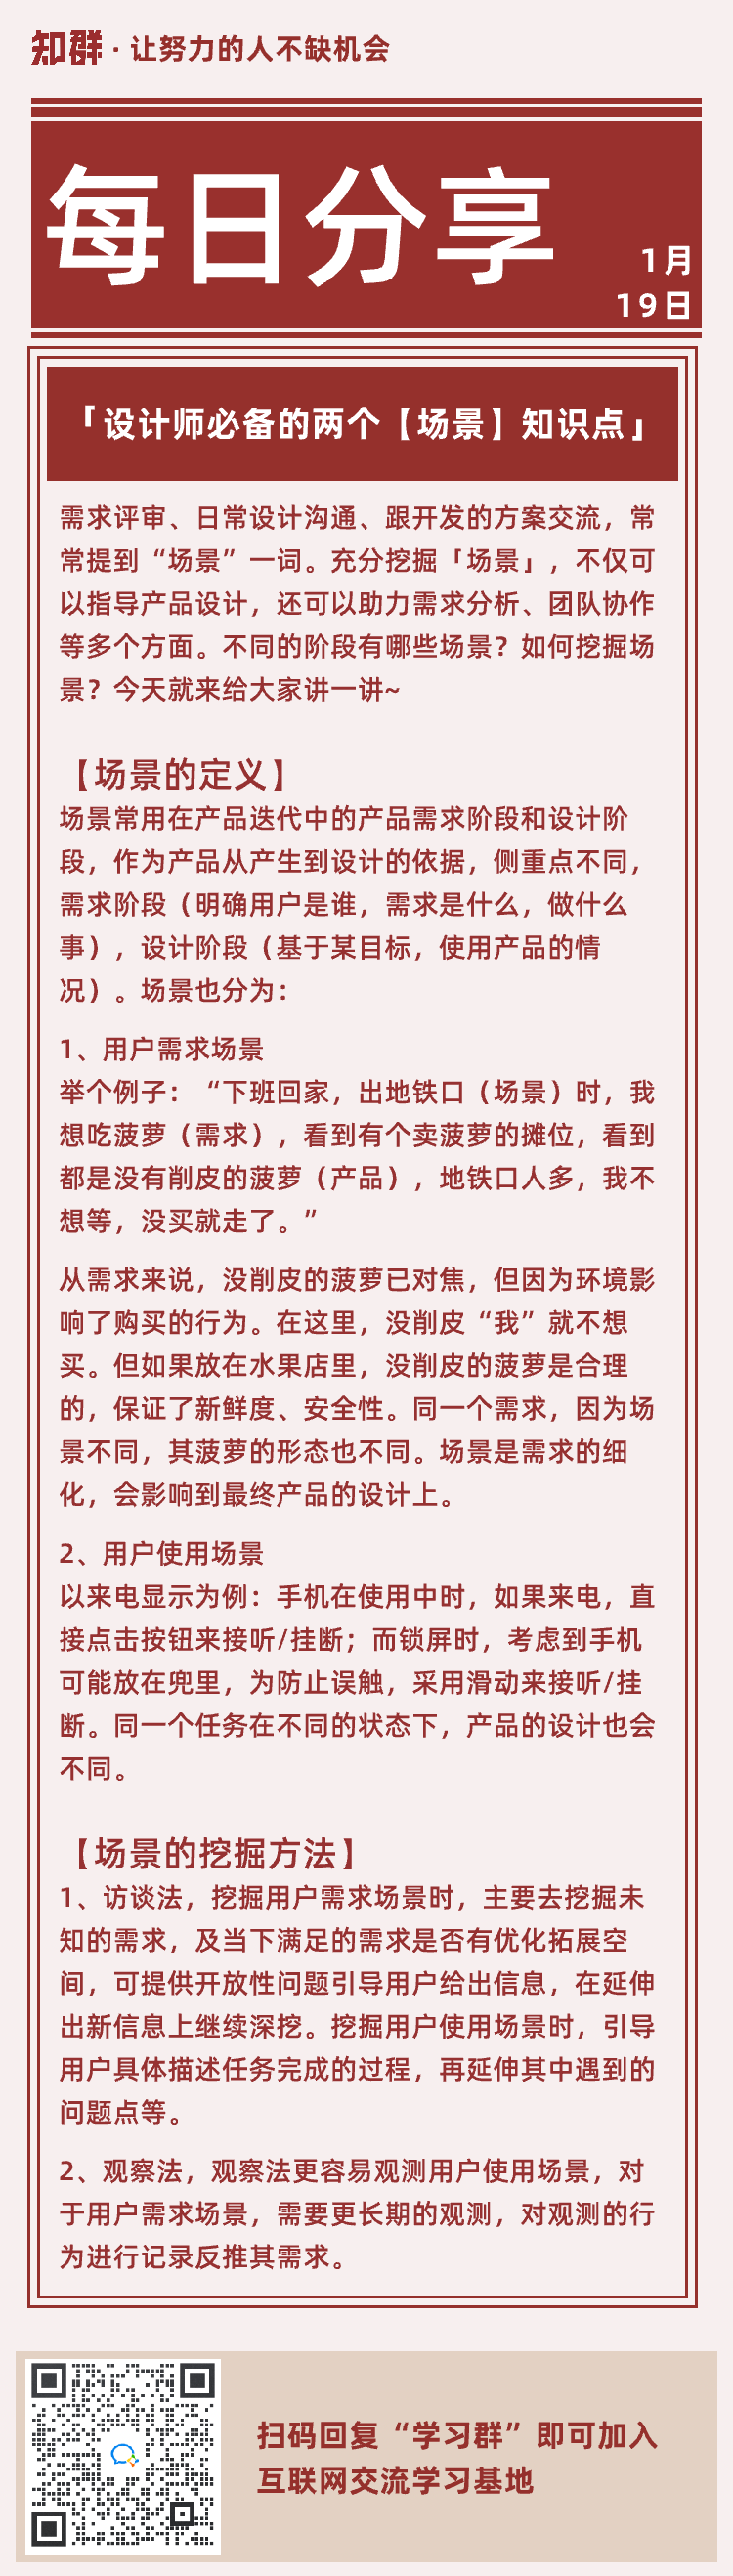 知群·让努力的人不缺机会
每日分享
1月
19日
「设计师必备的两个【场景】知识点」
需求评审、日常设计沟通、跟开发的方案交流，常
常提到“场景”一词。充分挖掘「场景」，不仅可
以指导产品设计，还可以助力需求分析、团队协作
等多个方面。不同的阶段有哪些场景？如何挖掘场
景？今天就来给大家讲一讲~
【场景的定义】
场景常用在产品迭代中的产品需求阶段和设计阶
段，作为产品从产生到设计的依据，侧重点不同，
需求阶段（明确用户是谁，需求是什么，做什么
事），设计阶段（基于某目标，使用产品的情
况）。场景也分为：
1、用户需求场景
举个例子：“下班回家，出地铁口（场景）时，我
想吃菠萝（需求），看到有个卖菠萝的摊位，看到
都是没有削皮的菠萝（产品），地铁口人多，我不
想等，没买就走了。”
从需求来说，没削皮的菠萝已对焦，但因为环境影
响了购买的行为。在这里，没削皮“我”就不想
买。但如果放在水果店里，没削皮的菠萝是合理
的，保证了新鲜度、安全性。同一个需求，因为场
景不同，其菠萝的形态也不同。场景是需求的细
化，会影响到最终产品的设计上。
2、用户使用场景
以来电显示为例：手机在使用中时，如果来电，直
接点击按钮来接听/挂断；而锁屏时，考虑到手机
可能放在兜里，为防止误触，采用滑动来接听/挂
断。同一个任务在不同的状态下，产品的设计也会
不同。
【场景的挖掘方法】
1、访谈法，挖掘用户需求场景时，主要去挖掘未
知的需求，及当下满足的需求是否有优化拓展空
间，可提供开放性问题引导用户给出信息，在延伸
出新信息上继续深挖。挖掘用户使用场景时，引导
用户具体描述任务完成的过程，再延伸其中遇到的
问题点等。
2、观察法，观察法更容易观测用户使用场景，对
于用户需求场景，需要更长期的观测，对观测的行
为进行记录反推其需求。
扫码回复“学习群”即可加入
互联网交流学习基地